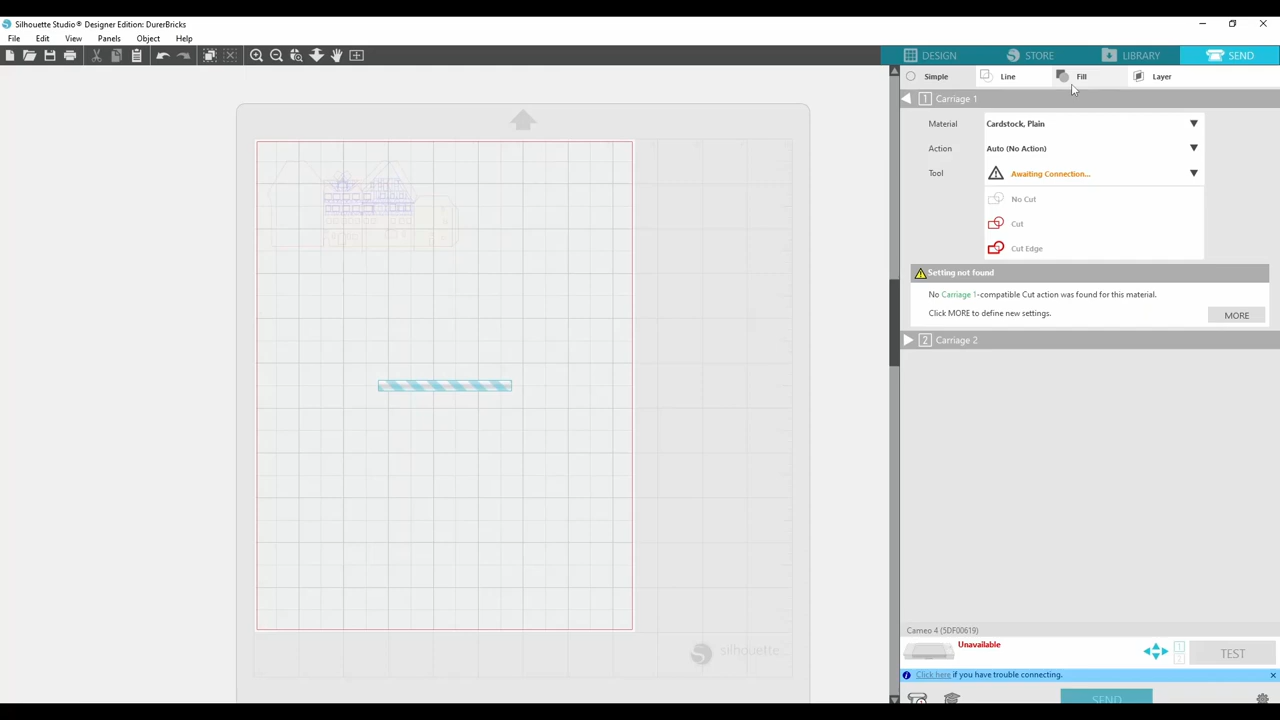 Silhouette Studio® Designer Edition: DurerBricks
File Edit View Panels Object Help
DESIGN STORE LIBRARY SEND
Simple Line Fill Layer
1 Carriage 1
Material Cardstock, Plain
Action Auto (No Action)
Tool Awaiting Connection...
No Cut
Cut
Cut Edge
Setting not found
No Carriage 1-compatible Cut action was found for this material.
Click MORE to define new settings.
MORE
2 Carriage 2
silhouette
Cameo 4 (5DF00619)
Unavailable
1
TEST
Click here if you have trouble connecting.
SEND